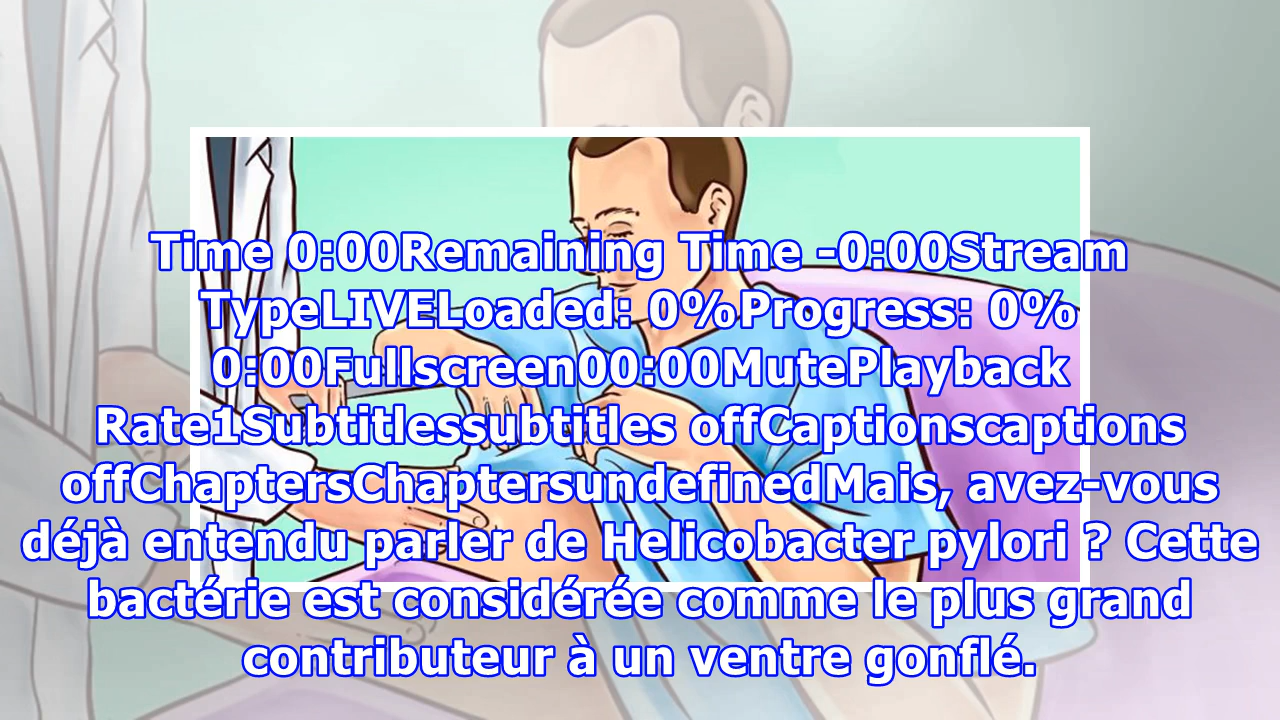 Time 0:00Remaining Time -0:00Stream
TypeLIVELoaded: 0%Progress: 0%
0:00Fullscreen00:00MutePlayback
Rate1Subtitlessubtitles offCaptionscaptions
offChaptersChaptersundefinedMais, avez-vous
déjà entendu parler de Helicobacter pylori ? Cette
bactérie est considérée comme le plus grand
contributeur à un ventre gonflé.